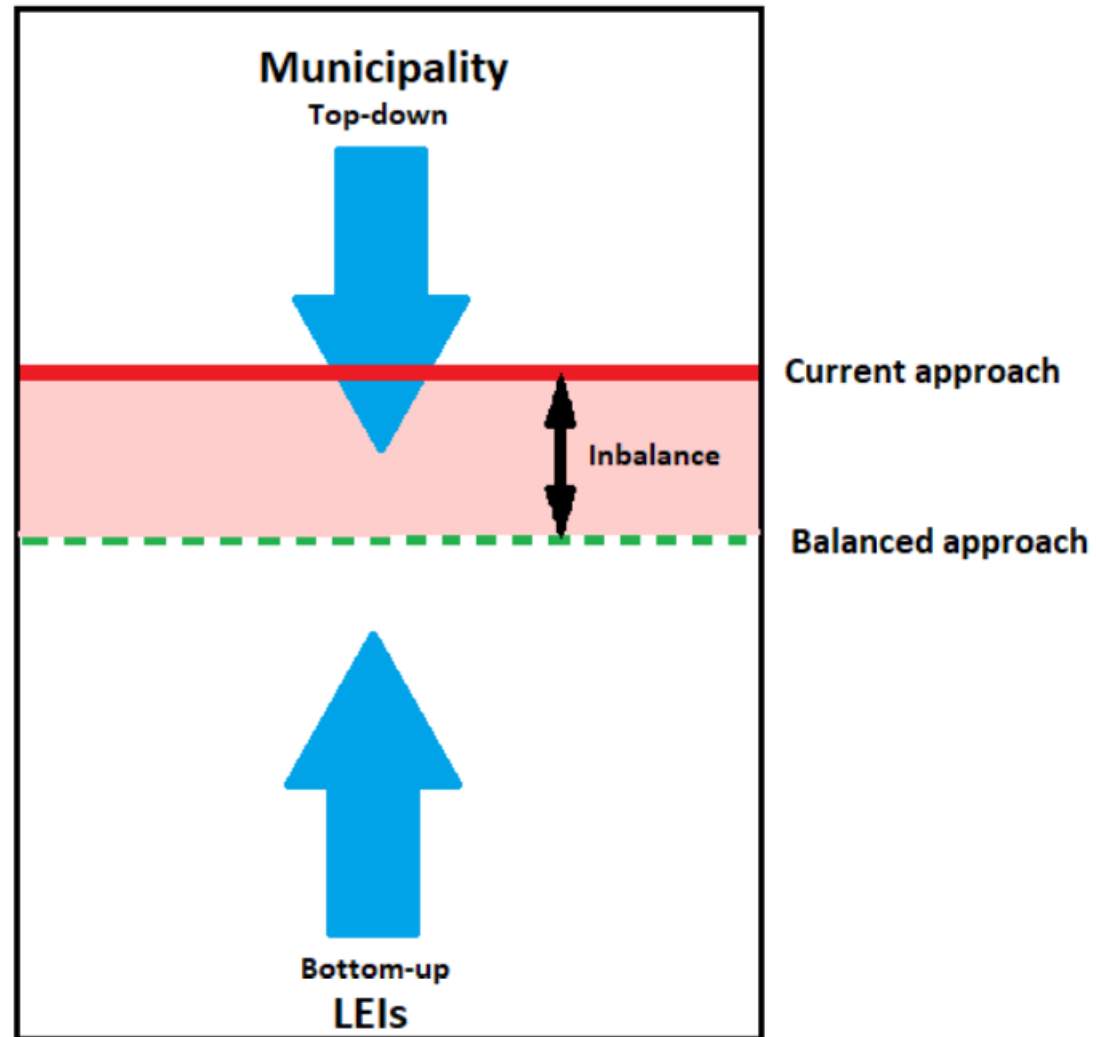 Municipality
Top-down
Current approach
Inbalance
Balanced approach
Bottom-up
LEIs